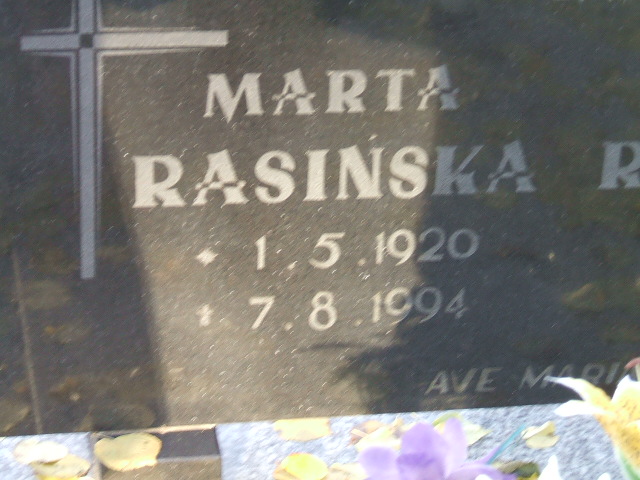 MARTA
RASIŃSKA R
* 1.5.1920
† 7.8.1994
AVE MARI